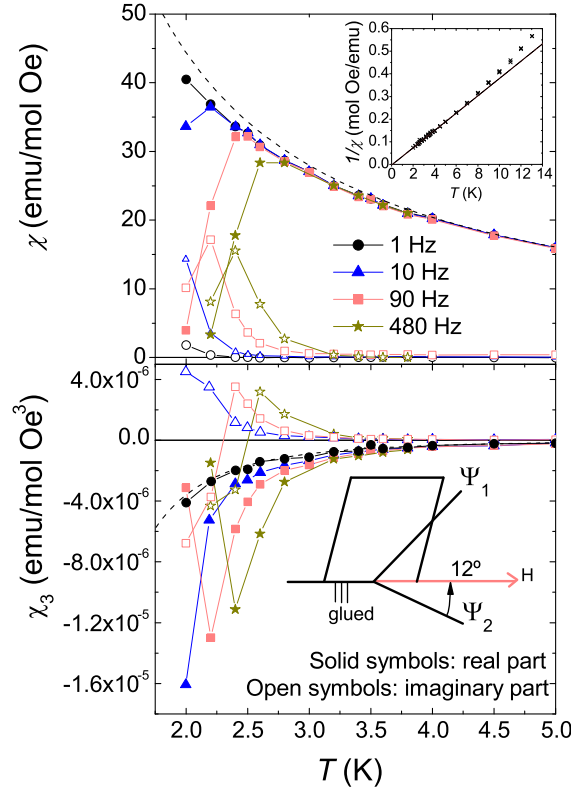 50
40
30
20
10
0
χ (emu/mol Oe)
0.6
0.5
0.4
0.3
0.2
0.1
0.0
1/χ (mol Oe/emu)
0 2 4 6 8 10 12 14
T (K)
1 Hz
10 Hz
90 Hz
480 Hz
4.0x10⁻⁶
0.0
-4.0x10⁻⁶
-8.0x10⁻⁶
-1.2x10⁻⁵
-1.6x10⁻⁵
χ₃ (emu/mol Oe³)
Ψ₁
12º
H
glued
Ψ₂
Solid symbols: real part
Open symbols: imaginary part
2.0 2.5 3.0 3.5 4.0 4.5 5.0
T (K)